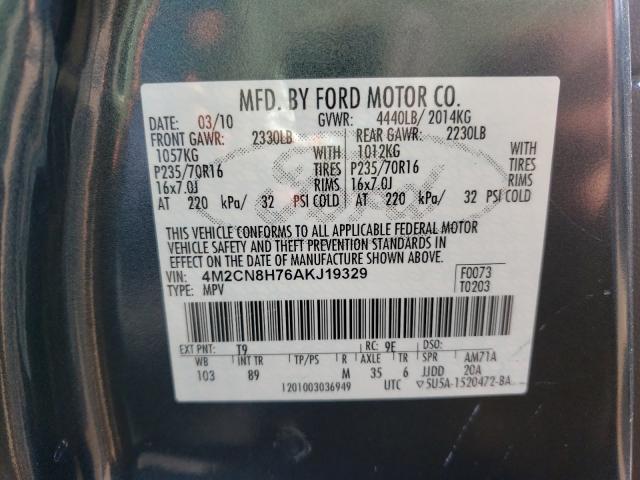 MFD. BY FORD MOTOR CO.
DATE: 03/10 GVWR: 4440LB/ 2014KG
FRONT GAWR: 2330LB REAR GAWR: 2230LB
1057KG WITH 1012KG WITH
P235/70R16 TIRES P235/70R16 TIRES
16x7.0J RIMS 16x7.0J RIMS
AT 220 kPa/ 32 PSI COLD AT 220 kPa/ 32 PSI COLD
THIS VEHICLE CONFORMS TO ALL APPLICABLE FEDERAL MOTOR
VEHICLE SAFETY AND THEFT PREVENTION STANDARDS IN
EFFECT ON THE DATE OF MANUFACTURE SHOWN ABOVE.
VIN: 4M2CN8H76AKJ19329 F0073
TYPE: MPV T0203
EXT PNT: T9 RC: 9F DSO:
WB INT TR TP/PS R AXLE TR SPR AM71A
103 89 M 35 6 JJDD 20A
1201003036949 UTC ▽5U5A-1520472-BA